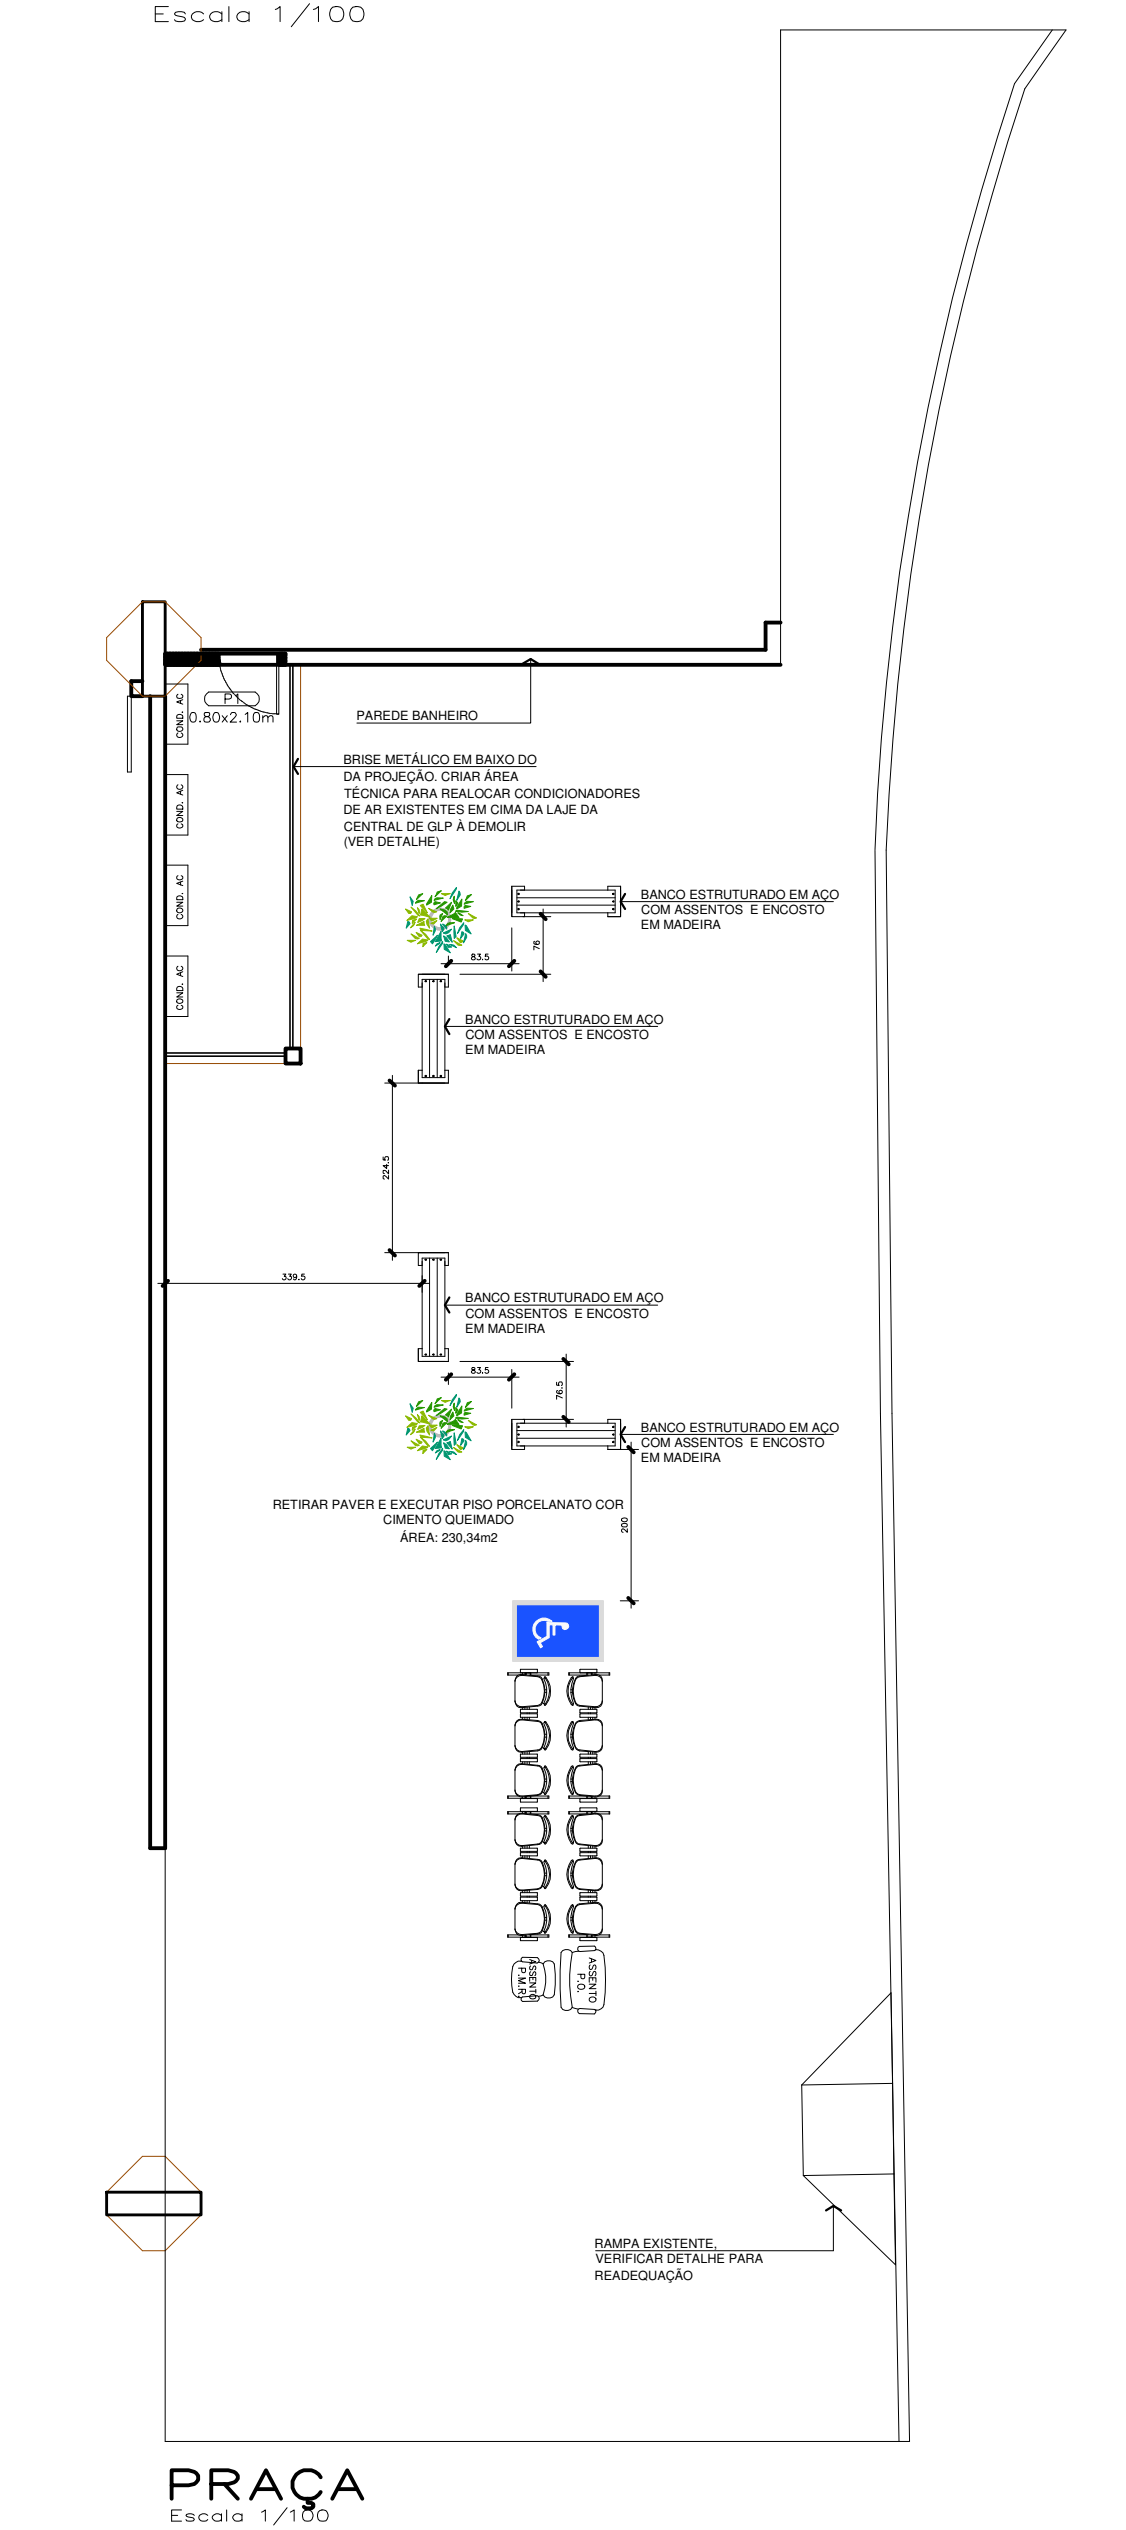 Escala 1/100
P1
0.80x2.10m
COND. AC
COND. AC
COND. AC
COND. AC
PAREDE BANHEIRO
BRISE METÁLICO EM BAIXO DO
DA PROJEÇÃO. CRIAR ÁREA
TÉCNICA PARA REALOCAR CONDICIONADORES
DE AR EXISTENTES EM CIMA DA LAJE DA
CENTRAL DE GLP À DEMOLIR
(VER DETALHE)
BANCO ESTRUTURADO EM AÇO
COM ASSENTOS E ENCOSTO
EM MADEIRA
76
83.5
BANCO ESTRUTURADO EM AÇO
COM ASSENTOS E ENCOSTO
EM MADEIRA
224.5
339.5
BANCO ESTRUTURADO EM AÇO
COM ASSENTOS E ENCOSTO
EM MADEIRA
83.5
76.5
BANCO ESTRUTURADO EM AÇO
COM ASSENTOS E ENCOSTO
EM MADEIRA
RETIRAR PAVER E EXECUTAR PISO PORCELANATO COR
CIMENTO QUEIMADO
ÁREA: 230,34m2
200
ASSENTO
P.M.R.
ASSENTO
P.O.
RAMPA EXISTENTE,
VERIFICAR DETALHE PARA
READEQUAÇÃO
PRAÇA
Escala 1/100